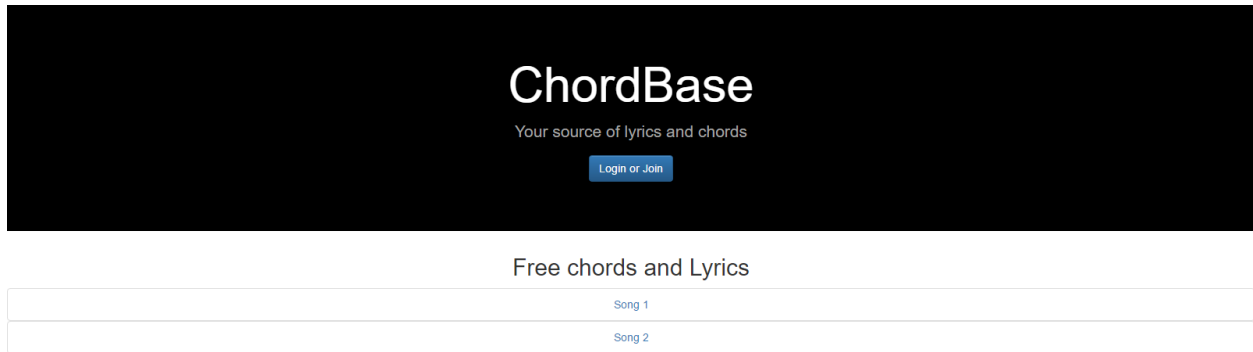 ChordBase
Your source of lyrics and chords
Login or Join
Free chords and Lyrics
Song 1
Song 2